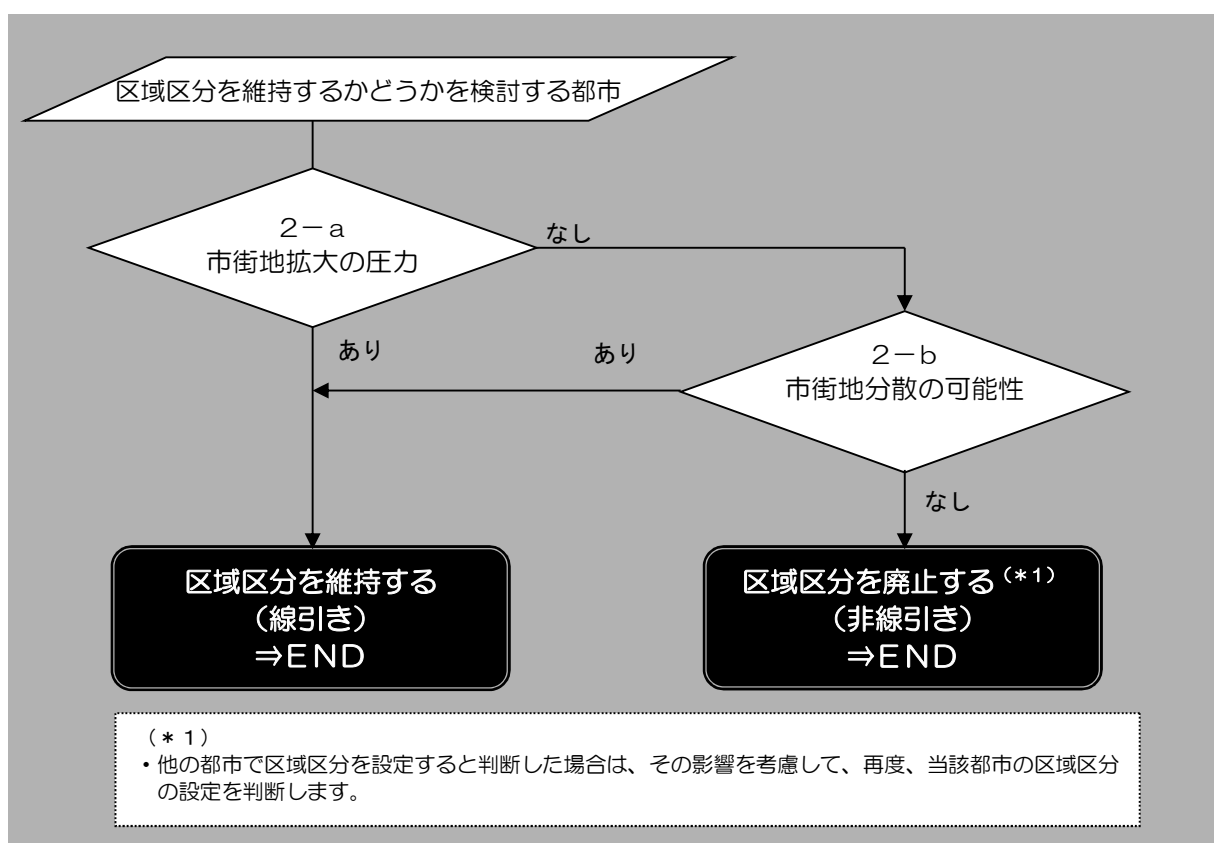 区域区分を維持するかどうかを検討する都市
2-a
市街地拡大の圧力
なし
あり
あり
2-b
市街地分散の可能性
なし
区域区分を維持する
(線引き)
⇒END
区域区分を廃止する(*1)
(非線引き)
⇒END
(*1)
・他の都市で区域区分を設定すると判断した場合は、その影響を考慮して、再度、当該都市の区域区分
の設定を判断します。